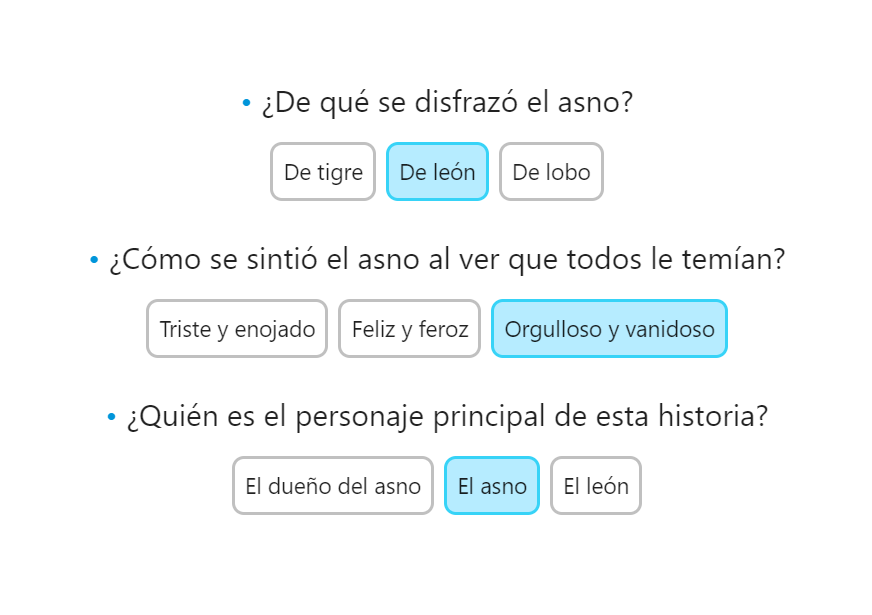 • ¿De qué se disfrazó el asno?
De tigre De león De lobo
• ¿Cómo se sintió el asno al ver que todos le temían?
Triste y enojado Feliz y feroz Orgulloso y vanidoso
• ¿Quién es el personaje principal de esta historia?
El dueño del asno El asno El león